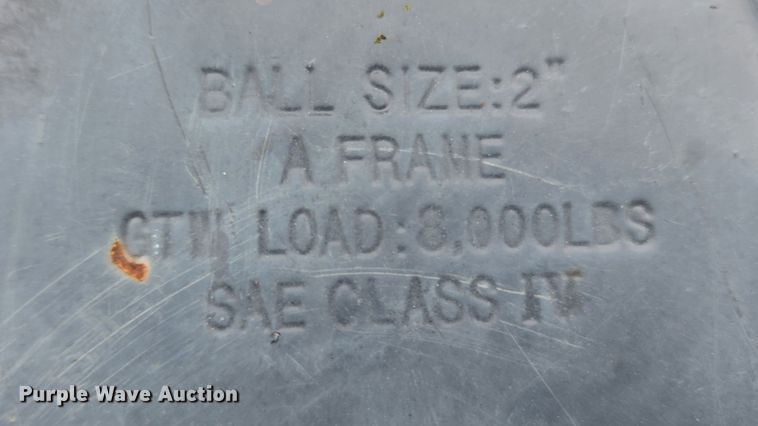 BALL SIZE:2"
A FRAME
GTW LOAD:8,000LBS
SAE CLASS IV
Purple Wave Auction